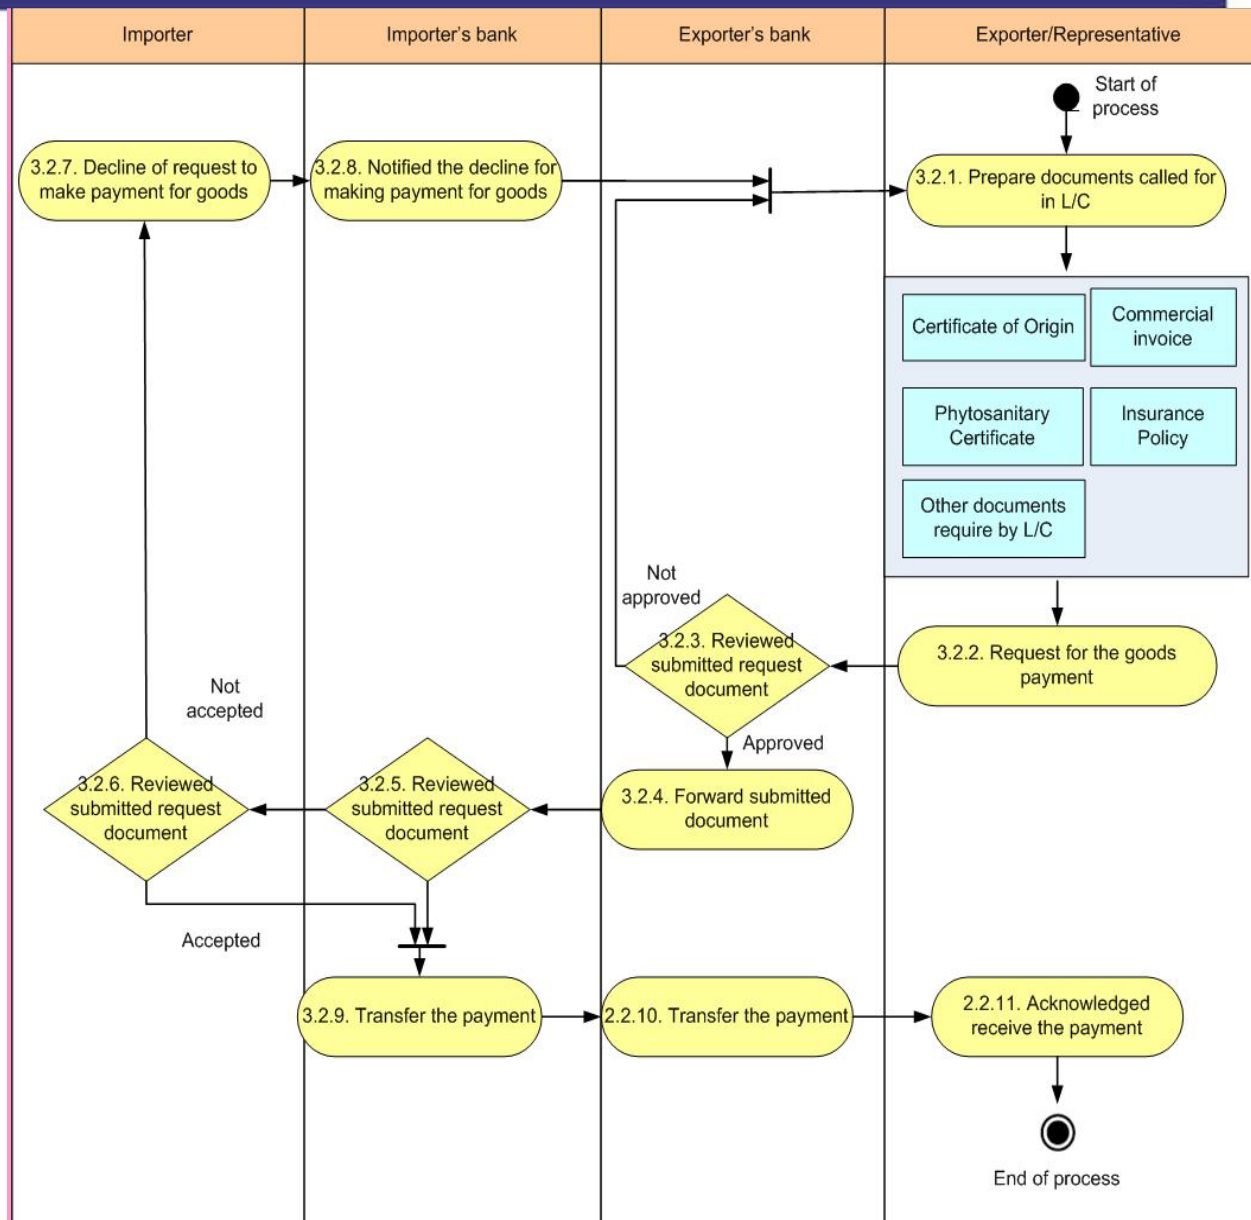 Importer
Importer's bank
Exporter's bank
Exporter/Representative
Start of
process
3.2.7. Decline of request to
make payment for goods
3.2.8. Notified the decline for
making payment for goods
3.2.1. Prepare documents called for
in L/C
Certificate of Origin
Commercial
invoice
Phytosanitary
Certificate
Insurance
Policy
Other documents
require by L/C
Not
approved
3.2.3. Reviewed
submitted request
document
3.2.2. Request for the goods
payment
Approved
Not
accepted
3.2.6. Reviewed
submitted request
document
3.2.5. Reviewed
submitted request
document
3.2.4. Forward submitted
document
Accepted
3.2.9. Transfer the payment
2.2.10. Transfer the payment
2.2.11. Acknowledged
receive the payment
End of process